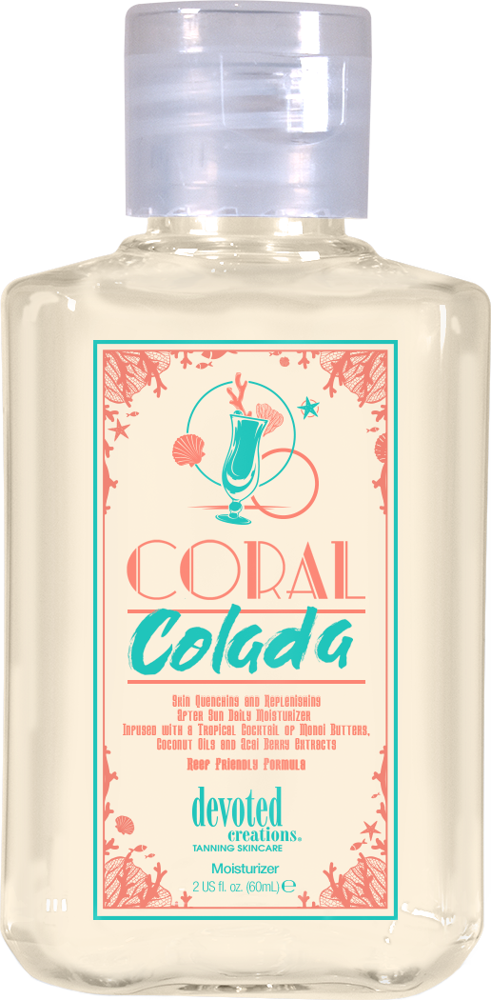 CORAL
Colada
Skin Quenching and Replenishing
After Sun Daily Moisturizer
Infused with a Tropical Cocktail of Monoi Butters,
Coconut Oils and Acai Berry Extracts
Reef Friendly Formula
devoted
creations®
TANNING SKINCARE
Moisturizer
2 US fl. oz. (60mL) ℮